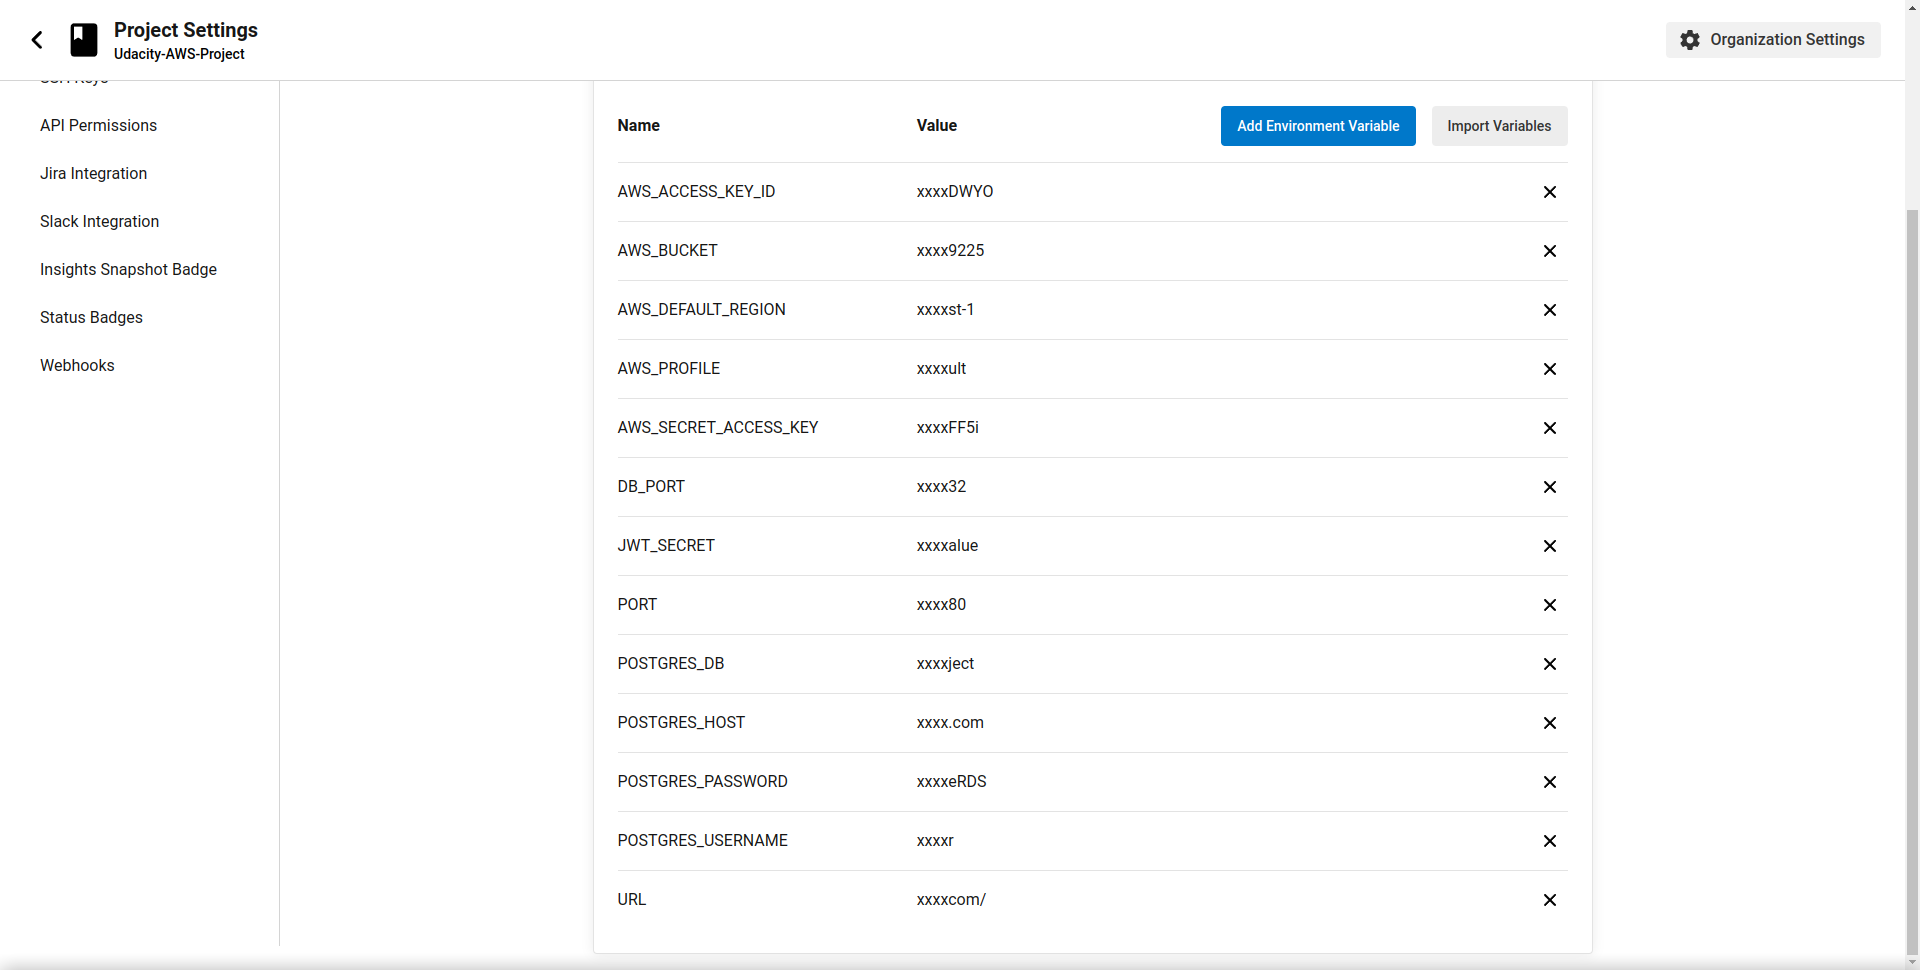 Project Settings
Udacity-AWS-Project
Organization Settings
API Permissions
Jira Integration
Slack Integration
Insights Snapshot Badge
Status Badges
Webhooks
Name Value Add Environment Variable Import Variables
AWS_ACCESS_KEY_ID xxxxDWYO
AWS_BUCKET xxxx9225
AWS_DEFAULT_REGION xxxxst-1
AWS_PROFILE xxxxult
AWS_SECRET_ACCESS_KEY xxxxFF5i
DB_PORT xxxx32
JWT_SECRET xxxxalue
PORT xxxx80
POSTGRES_DB xxxxject
POSTGRES_HOST xxxx.com
POSTGRES_PASSWORD xxxxeRDS
POSTGRES_USERNAME xxxxr
URL xxxxcom/